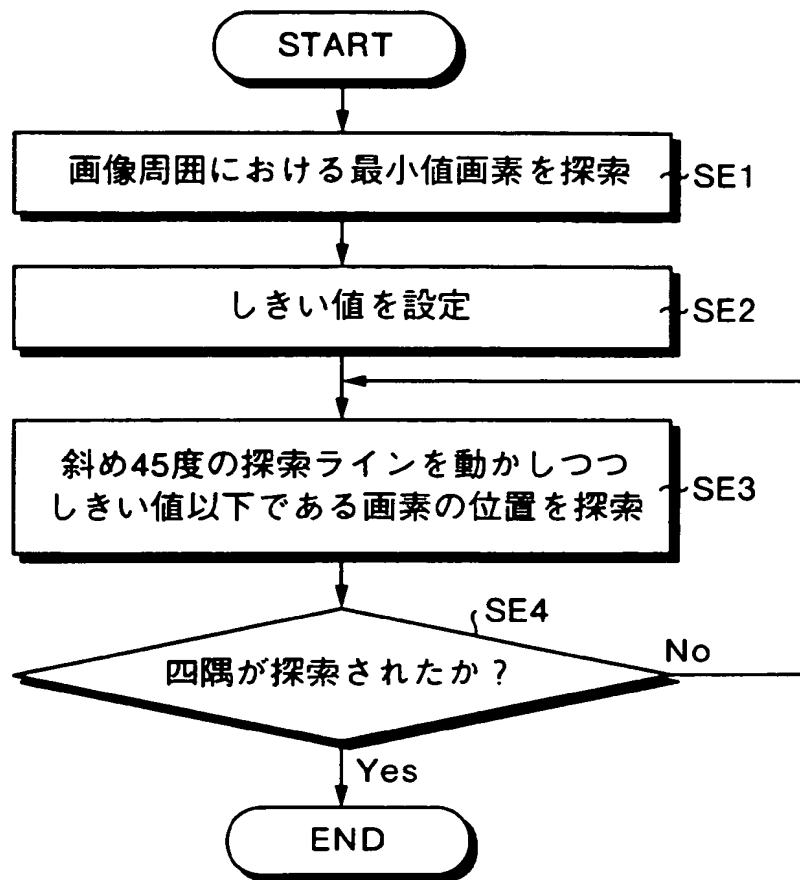 START
画像周囲における最小値画素を探索
SE1
しきい値を設定
SE2
斜め45度の探索ラインを動かしつつ
しきい値以下である画素の位置を探索
SE3
SE4
四隅が探索されたか?
No
Yes
END